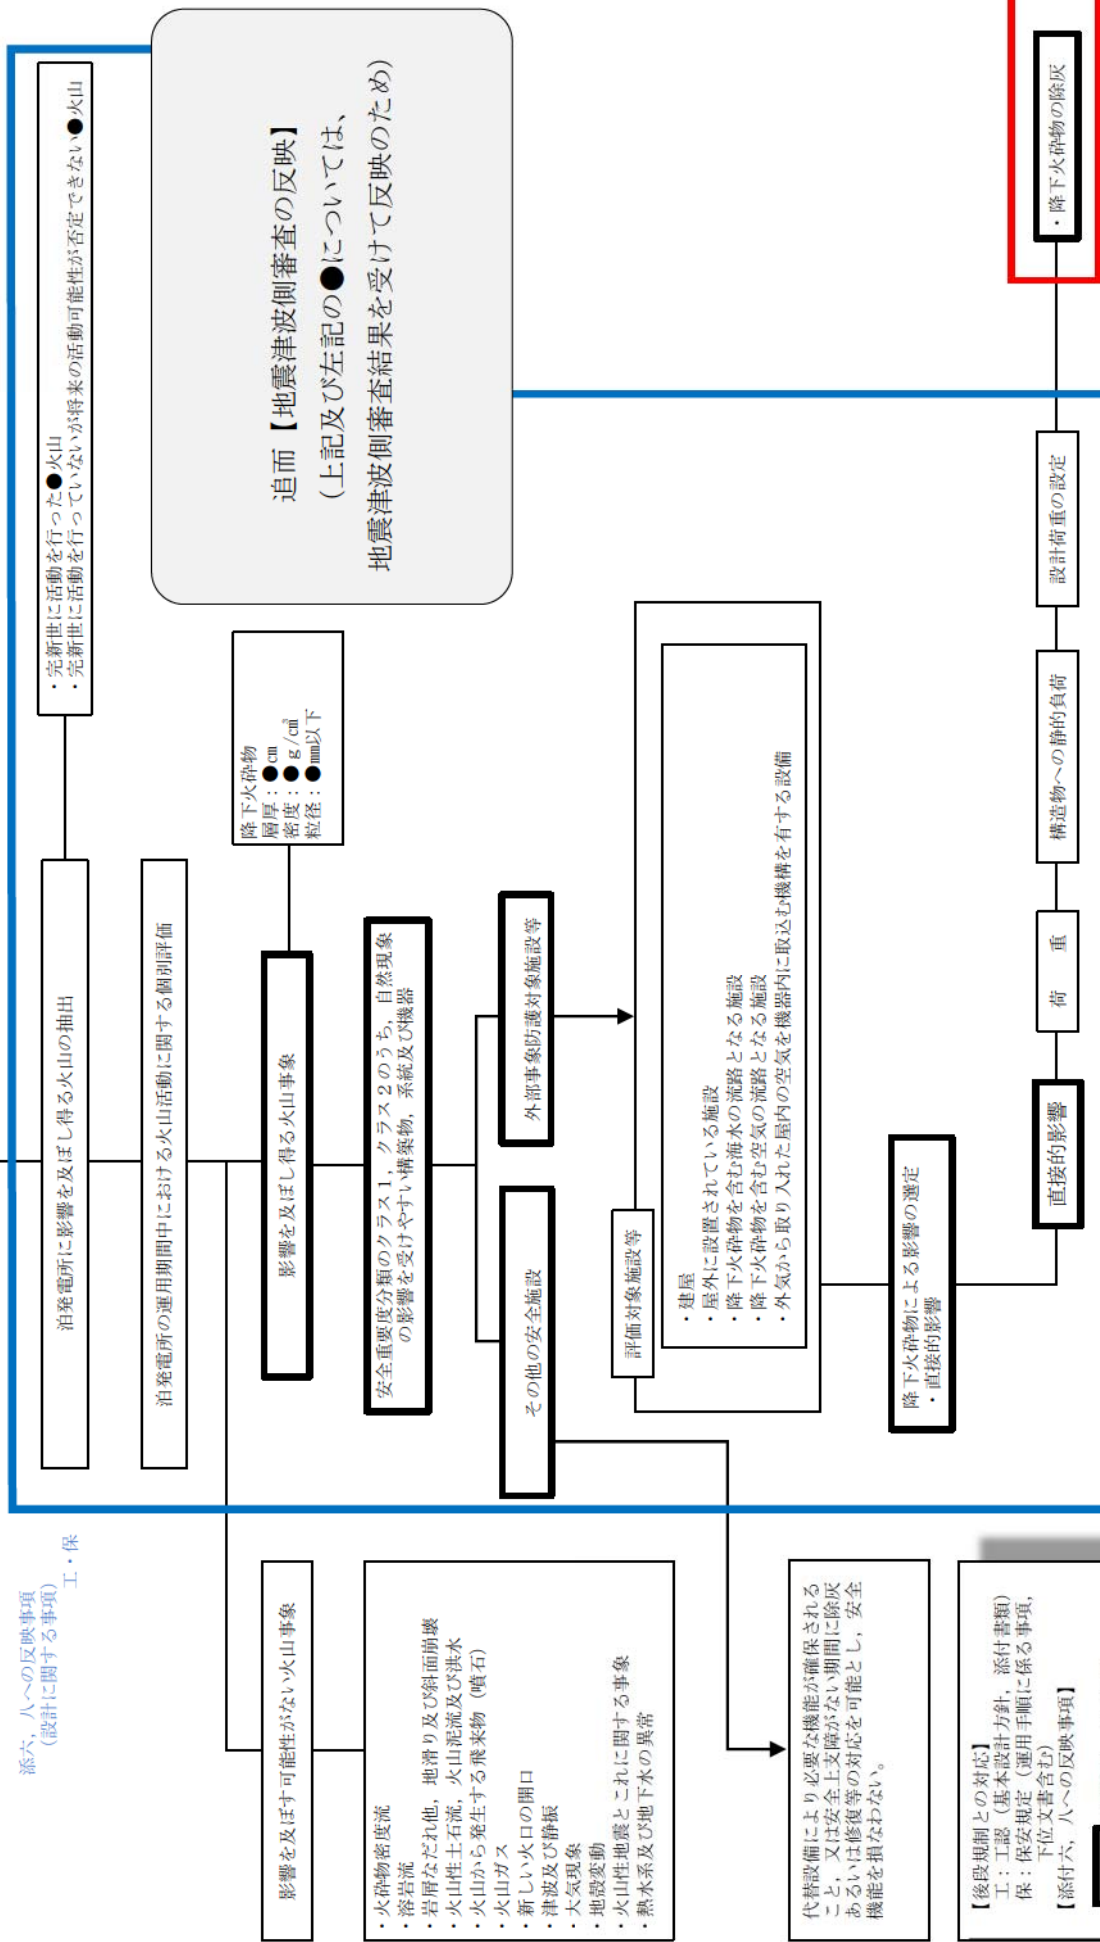 添六，八への反映事項
（設計に関する事項）
工・保
泊発電所に影響を及ぼし得る火山の抽出
・完新世に活動を行った●火山
・完新世に活動を行っていないが将来の活動可能性が否定できない●火山
泊発電所の運用期間中における火山活動に関する個別評価
追而【地震津波側審査の反映】
（上記及び左記の●については、
地震津波側審査結果を受けて反映のため）
影響を及ぼす可能性がない火山事象
・火砕物密度流
・溶岩流
・岩屑なだれ他，地滑り及び斜面崩壊
・火山性土石流，火山泥流及び洪水
・火山から発生する飛来物（噴石）
・火山ガス
・新しい火口の開口
・津波及び静振
・大気現象
・地殻変動
・火山性地震とこれに関する事象
・熱水系及び地下水の異常
影響を及ぼし得る火山事象
降下火砕物
層厚：●cm
密度：●g/cm³
粒径：●mm以下
安全重要度分類のクラス１，クラス２のうち，自然現象
の影響を受けやすい構築物，系統及び機器
その他の安全施設
外部事象防護対象施設等
評価対象施設等
・建屋
・屋外に設置されている施設
・降下火砕物を含む海水の流路となる施設
・降下火砕物を含む空気の流路となる施設
・外気から取り入れた屋内の空気を機器内に取込む機構を有する設備
代替設備により必要な機能が確保される
こと，又は安全上支障がない期間に除灰
あるいは修復等の対応を可能とし，安全
機能を損なわない。
降下火砕物による影響の選定
・直接的影響
直接的影響
荷　重
構造物への静的負荷
設計荷重の設定
・降下火砕物の除灰
【後段規制との対応】
工：工認（基本設計方針，添付書類）
保：保安規定（運用手順に係る事項，
下位文書含む）
【添付六，八への反映事項】